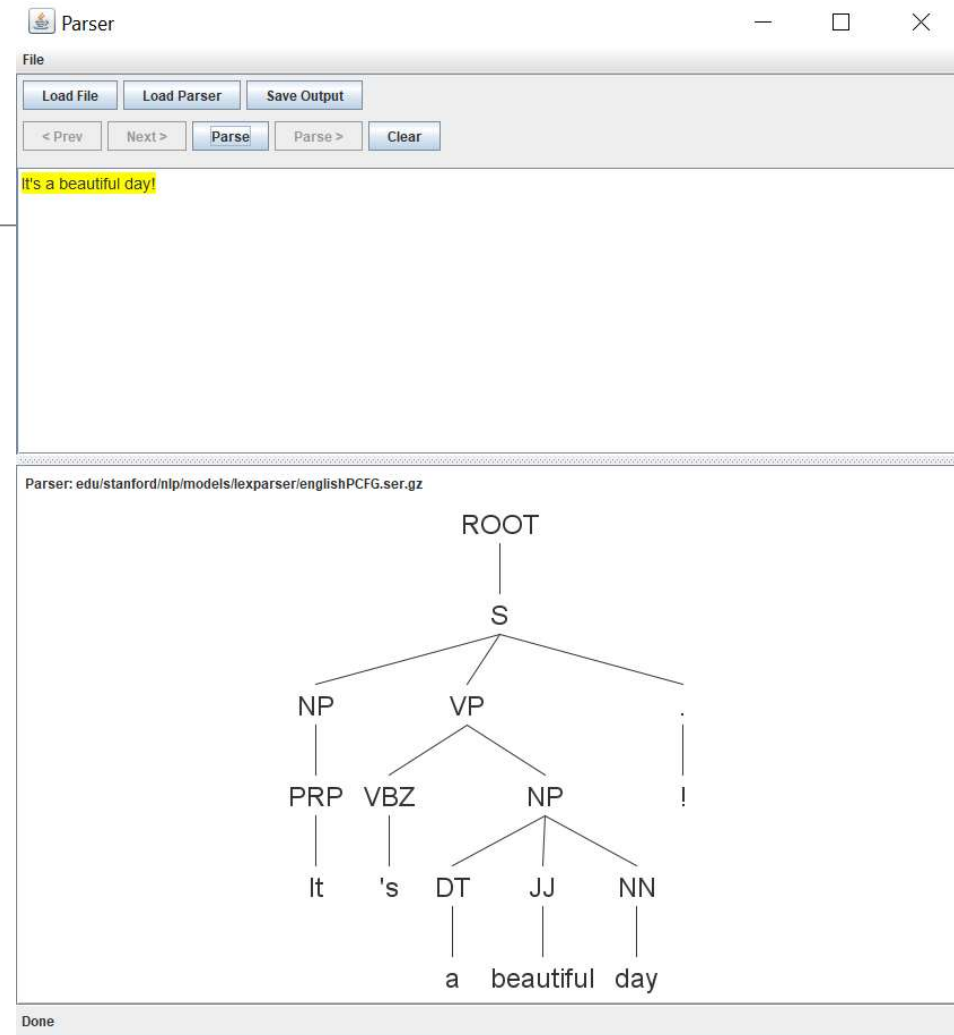 Parser
File
Load File Load Parser Save Output
< Prev Next > Parse Parse > Clear
It's a beautiful day!
Parser: edu/stanford/nlp/models/lexparser/englishPCFG.ser.gz
ROOT
S
NP VP .
PRP VBZ NP !
It 's DT JJ NN
a beautiful day
Done